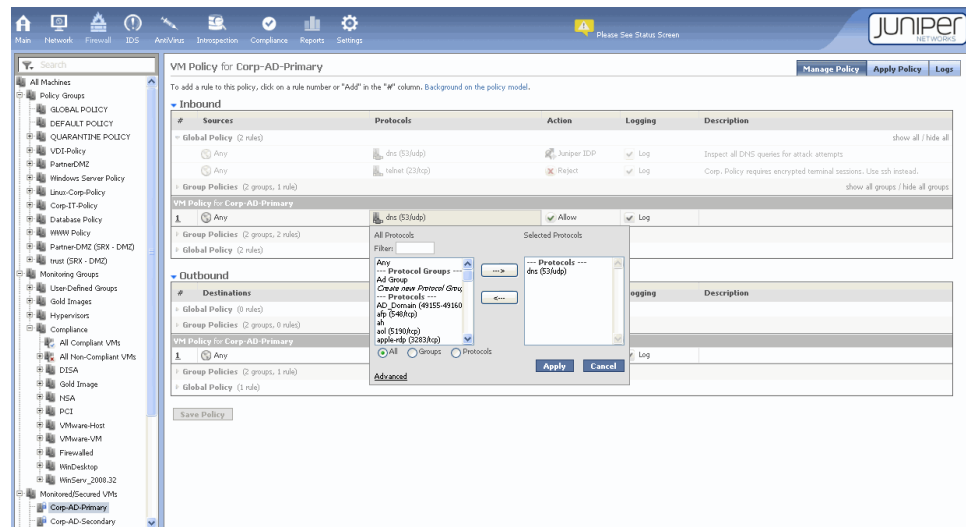 Main Network Firewall IDS AntiVirus Introspection Compliance Reports Settings
Please See Status Screen
JUNIPER
NETWORKS
Search
All Machines
Policy Groups
GLOBAL POLICY
DEFAULT POLICY
QUARANTINE POLICY
VDI-Policy
PartnerDMZ
Windows Server Policy
Linux-Corp-Policy
Corp-IT-Policy
Database Policy
WWW Policy
Partner-DMZ (SRX - DMZ)
trust (SRX - DMZ)
Monitoring Groups
User-Defined Groups
Gold Images
Hypervisors
Compliance
All Compliant VMs
All Non-Compliant VMs
DISA
Gold Image
NSA
PCI
VMware-Host
VMware-VM
Firewalled
WinDesktop
WinServ_2008.32
Monitored/Secured VMs
Corp-AD-Primary
Corp-AD-Secondary
VM Policy for Corp-AD-Primary
Manage Policy Apply Policy Logs
To add a rule to this policy, click on a rule number or "Add" in the "#" column. Background on the policy model.
Inbound
# Sources Protocols Action Logging Description
Global Policy (2 rules) show all / hide all
Any dns (53/udp) Juniper IDP Log Inspect all DNS queries for attack attempts
Any telnet (23/tcp) Reject Log Corp. Policy requires encrypted terminal sessions. Use ssh instead.
Group Policies (2 groups, 1 rule) show all groups / hide all groups
VM Policy for Corp-AD-Primary
1 Any dns (53/udp) Allow Log
Group Policies (2 groups, 2 rules)
Global Policy (2 rules)
All Protocols Selected Protocols
Filter:
Any
--- Protocol Groups ---
Ad Group
Create new Protocol Grou
--- Protocols ---
AD_Domain (49155-49160
afp (548/tcp)
ah
aol (5190/tcp)
apple-rdp (3283/tcp)
--->
<---
--- Protocols ---
dns (53/udp)
All Groups Protocols
Advanced
Apply Cancel
Outbound
# Destinations ogging Description
Global Policy (0 rules)
Group Policies (2 groups, 0 rules)
VM Policy for Corp-AD-Primary
1 Any Log
Group Policies (2 groups, 1 rule)
Global Policy (1 rule)
Save Policy